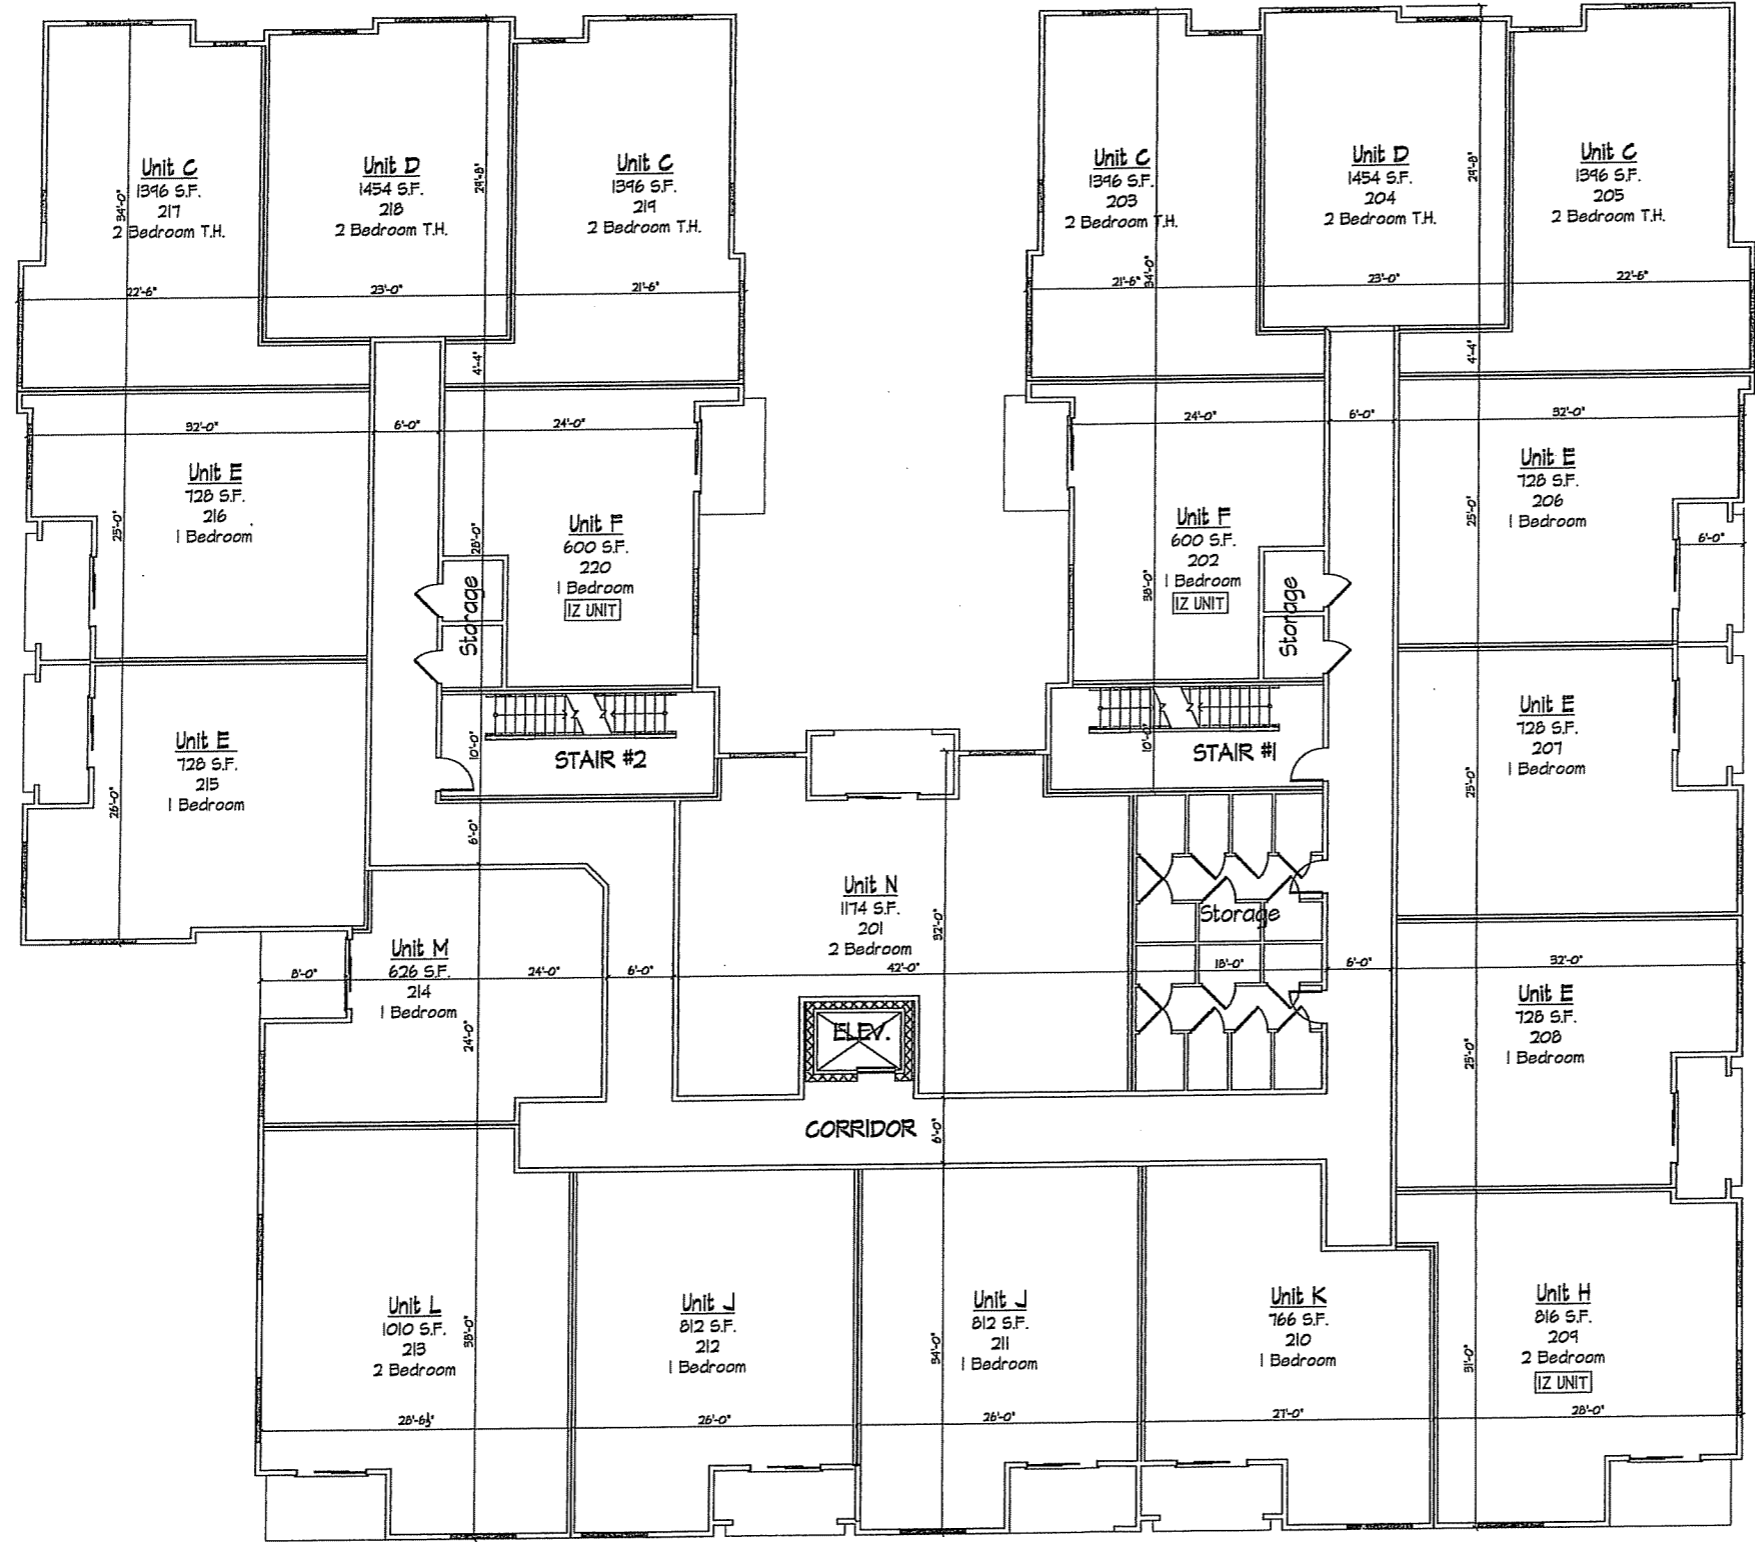 Unit C
1396 S.F.
217
2 Bedroom T.H.
34'-0"
22'-6"
Unit D
1454 S.F.
218
2 Bedroom T.H.
29'-8"
23'-0"
Unit C
1396 S.F.
219
2 Bedroom T.H.
21'-6"
4'-4"
Unit C
1396 S.F.
203
2 Bedroom T.H.
34'-0"
21'-6"
Unit D
1454 S.F.
204
2 Bedroom T.H.
29'-8"
23'-0"
Unit C
1396 S.F.
205
2 Bedroom T.H.
22'-6"
4'-4"
32'-0"
6'-0"
24'-0"
Unit E
728 S.F.
216
1 Bedroom
25'-0"
Unit F
600 S.F.
220
1 Bedroom
IZ UNIT
28'-0"
Storage
24'-0"
6'-0"
32'-0"
Unit F
600 S.F.
202
1 Bedroom
IZ UNIT
38'-0"
Storage
Unit E
728 S.F.
206
1 Bedroom
25'-0"
6'-0"
Unit E
728 S.F.
215
1 Bedroom
26'-0"
STAIR #2
10'-0"
6'-0"
STAIR #1
10'-0"
Unit E
728 S.F.
207
1 Bedroom
25'-0"
Unit M
626 S.F.
214
1 Bedroom
8'-0"
24'-0"
6'-0"
24'-0"
Unit N
1174 S.F.
201
2 Bedroom
32'-0"
42'-0"
ELEV.
Storage
18'-0"
6'-0"
32'-0"
Unit E
728 S.F.
208
1 Bedroom
25'-0"
CORRIDOR
6'-0"
Unit L
1010 S.F.
213
2 Bedroom
38'-0"
28'-6½"
Unit J
812 S.F.
212
1 Bedroom
26'-0"
Unit J
812 S.F.
211
1 Bedroom
34'-0"
26'-0"
Unit K
766 S.F.
210
1 Bedroom
27'-0"
Unit H
816 S.F.
209
2 Bedroom
IZ UNIT
31'-0"
28'-0"